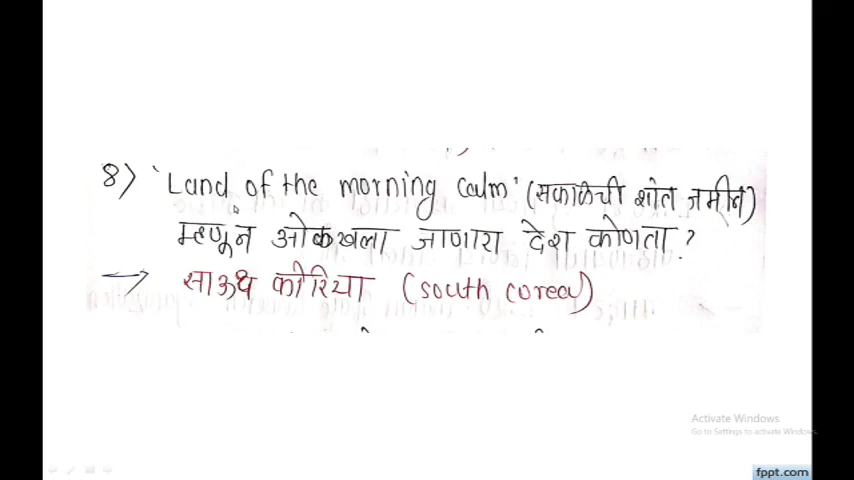 8) 'Land of the morning calm' (सकाळची शांत जमीन)
म्हणून ओळखला जाणारा देश कोणता?
→ साऊथ कोरिया (south corea)
Activate Windows
Go to Settings to activate Windows.
fppt.com